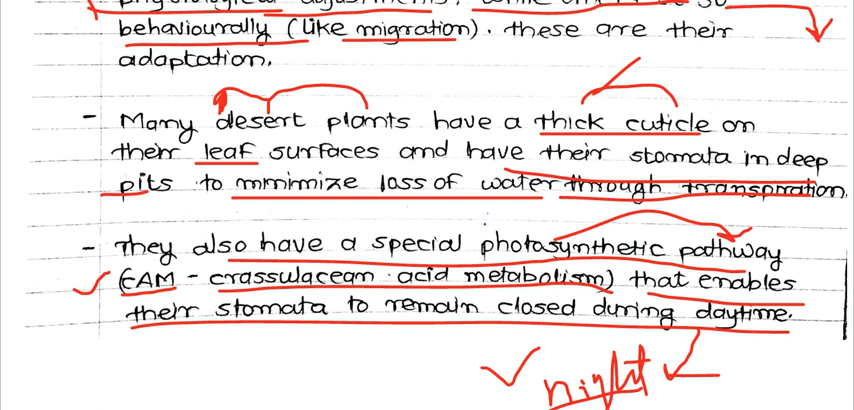 behaviourally (like migration). these are their
adaptation.
- Many desert plants have a thick cuticle on
their leaf surfaces and have their stomata in deep
pits to minimize loss of water through transpiration.
- They also have a special photosynthetic pathway
(CAM - crassulacean acid metabolism) that enables
their stomata to remain closed during daytime.
night